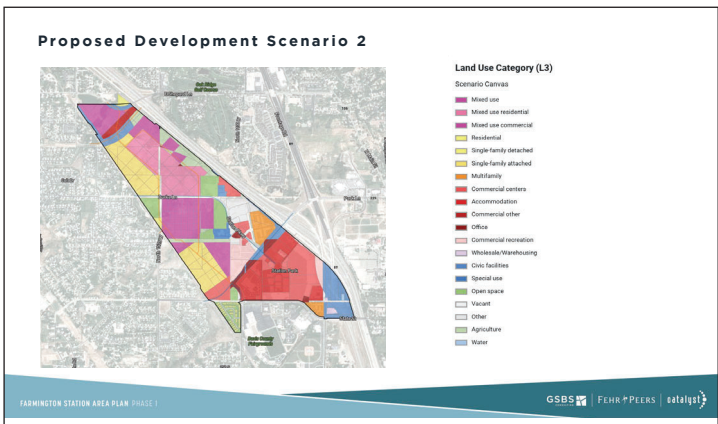 Proposed Development Scenario 2
Land Use Category (L3)
Scenario Canvas
Mixed use
Mixed use residential
Mixed use commercial
Residential
Single-family detached
Single-family attached
Multifamily
Commercial centers
Accommodation
Commercial other
Office
Commercial recreation
Wholesale/Warehousing
Civic facilities
Special use
Open space
Vacant
Other
Agriculture
Water
Station Park
FARMINGTON STATION AREA PLAN PHASE I
GSBS
FEHR PEERS
catalyst